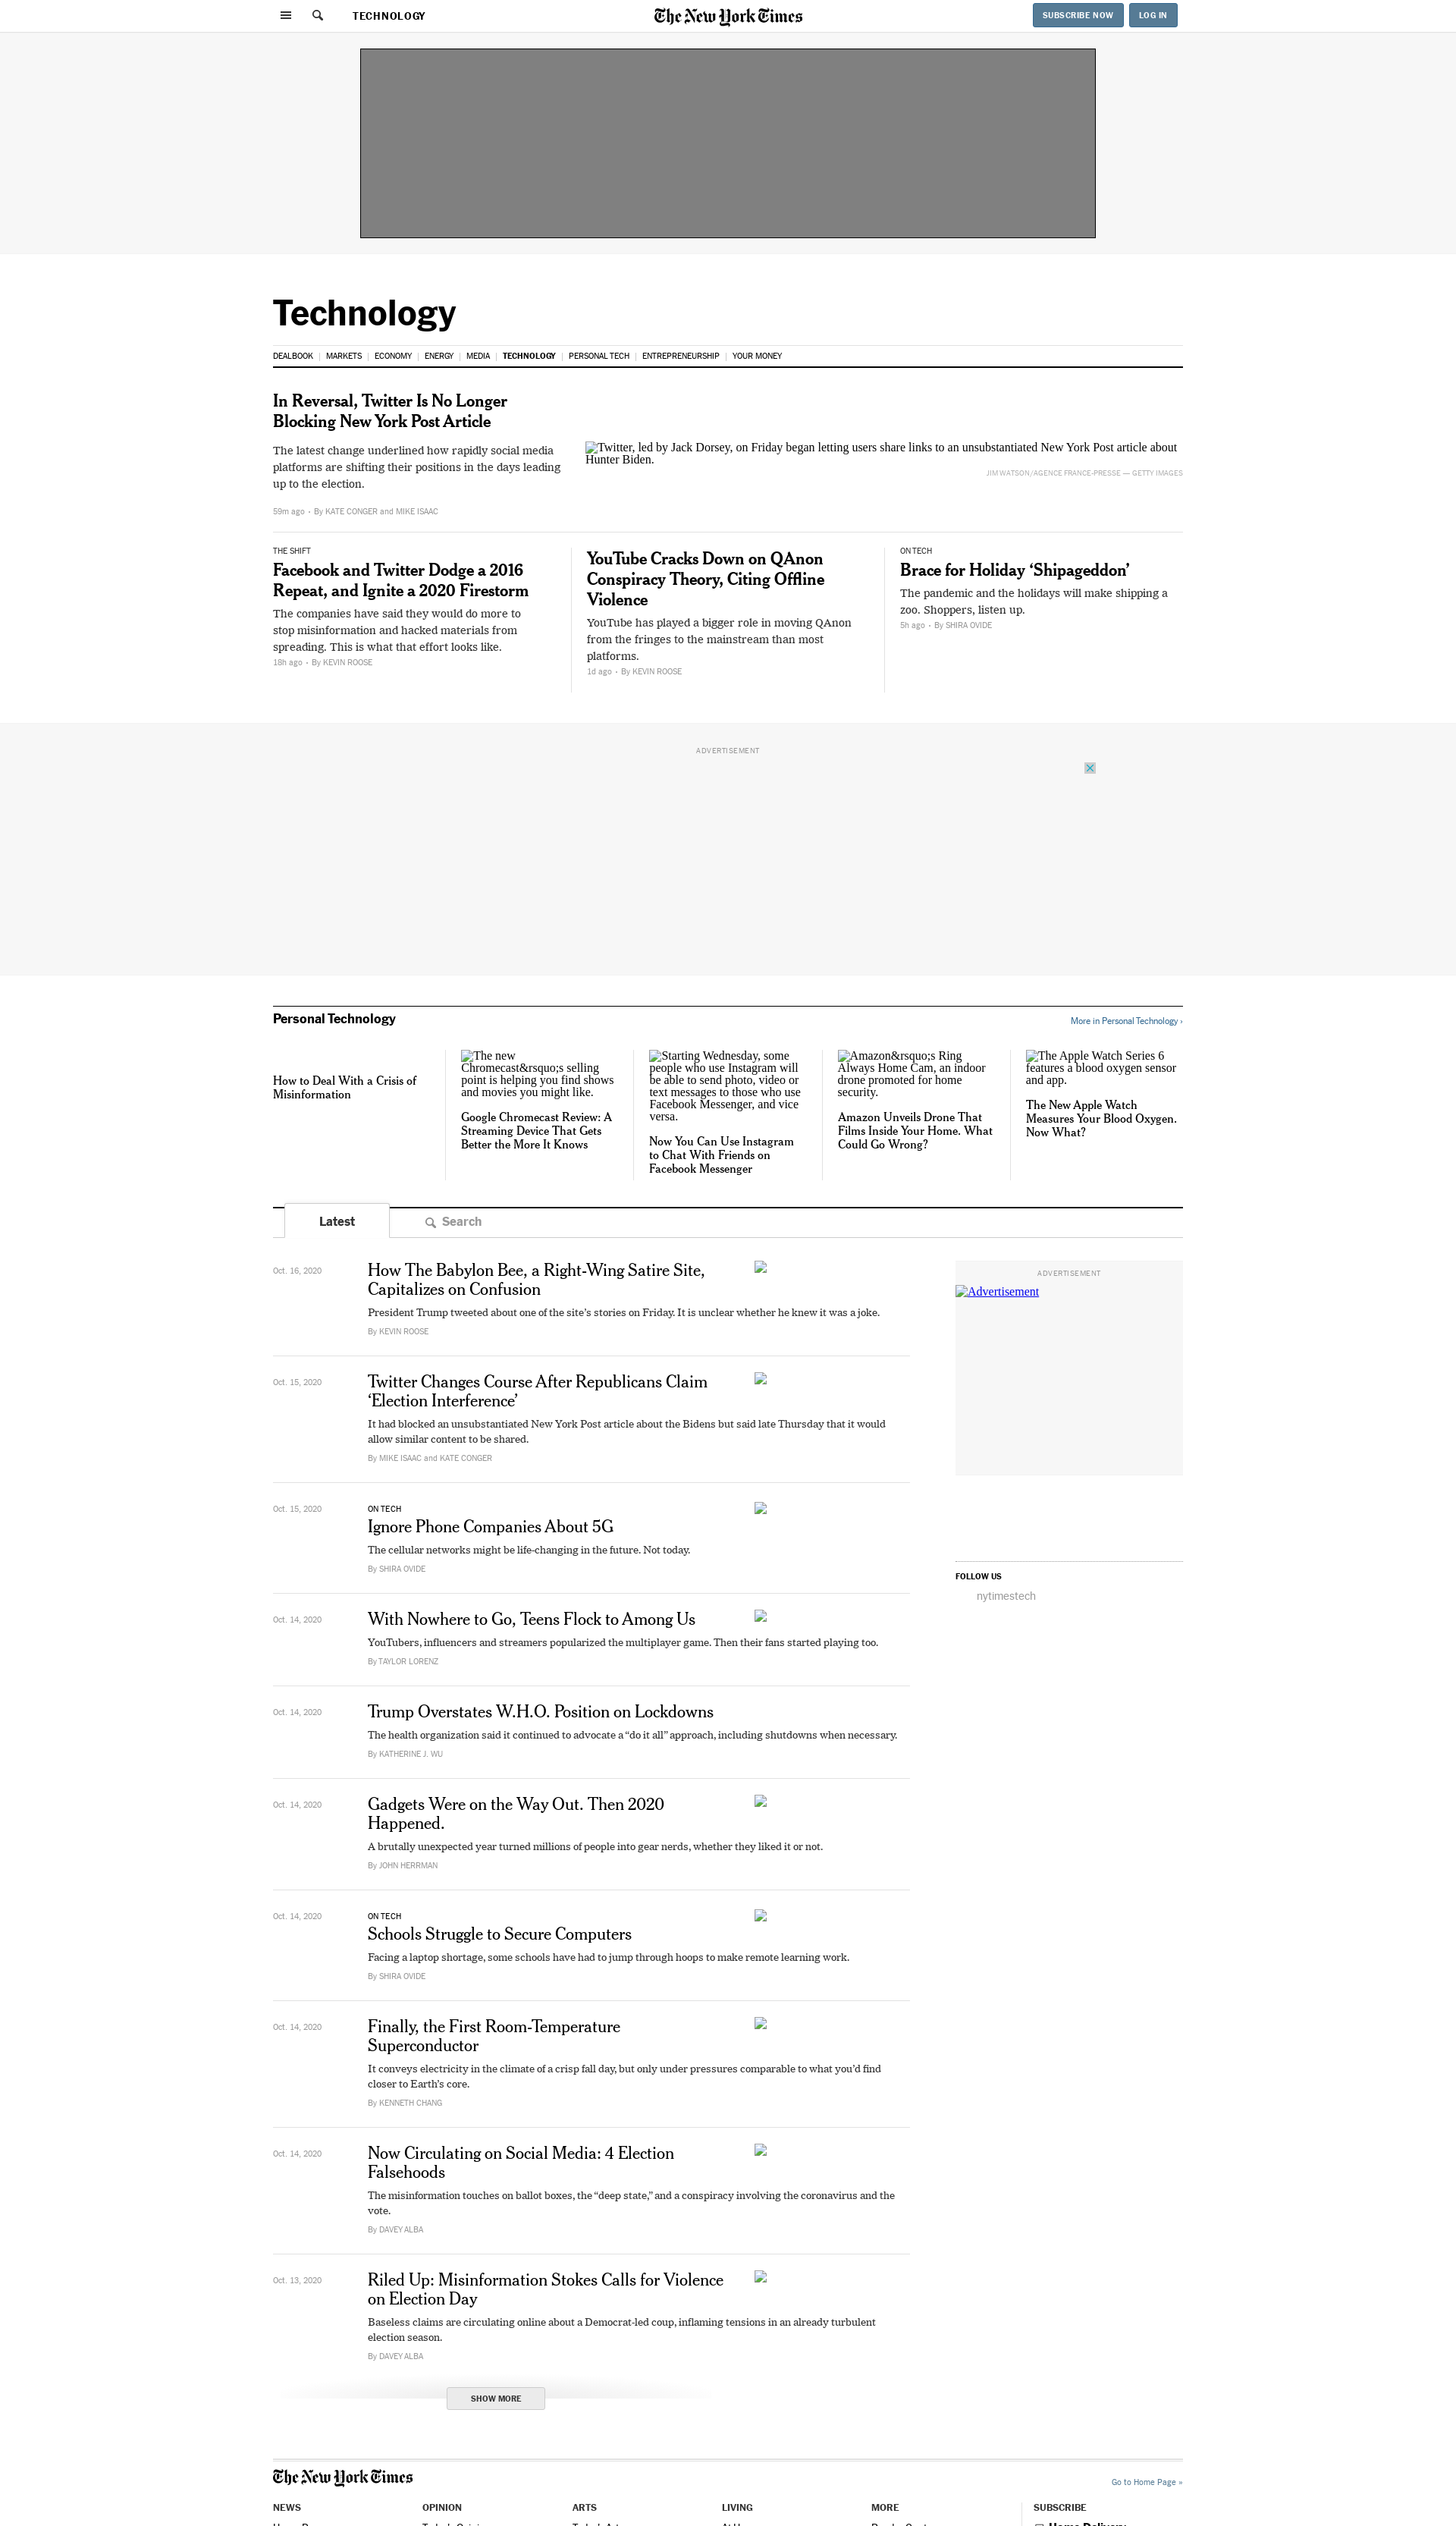 TECHNOLOGY
The New York Times
SUBSCRIBE NOW
LOG IN
Technology
DEALBOOK | MARKETS | ECONOMY | ENERGY | MEDIA | TECHNOLOGY | PERSONAL TECH | ENTREPRENEURSHIP | YOUR MONEY
In Reversal, Twitter Is No Longer
Blocking New York Post Article
The latest change underlined how rapidly social media
platforms are shifting their positions in the days leading
up to the election.
59m ago • By KATE CONGER and MIKE ISAAC
Twitter, led by Jack Dorsey, on Friday began letting users share links to an unsubstantiated New York Post article about
Hunter Biden.
JIM WATSON/AGENCE FRANCE-PRESSE — GETTY IMAGES
THE SHIFT
Facebook and Twitter Dodge a 2016
Repeat, and Ignite a 2020 Firestorm
The companies have said they would do more to
stop misinformation and hacked materials from
spreading. This is what that effort looks like.
18h ago • By KEVIN ROOSE
YouTube Cracks Down on QAnon
Conspiracy Theory, Citing Offline
Violence
YouTube has played a bigger role in moving QAnon
from the fringes to the mainstream than most
platforms.
1d ago • By KEVIN ROOSE
ON TECH
Brace for Holiday ‘Shipageddon’
The pandemic and the holidays will make shipping a
zoo. Shoppers, listen up.
5h ago • By SHIRA OVIDE
ADVERTISEMENT
Personal Technology
More in Personal Technology ›
How to Deal With a Crisis of
Misinformation
The new
Chromecast&rsquo;s selling
point is helping you find shows
and movies you might like.
Google Chromecast Review: A
Streaming Device That Gets
Better the More It Knows
Starting Wednesday, some
people who use Instagram will
be able to send photo, video or
text messages to those who use
Facebook Messenger, and vice
versa.
Now You Can Use Instagram
to Chat With Friends on
Facebook Messenger
Amazon&rsquo;s Ring
Always Home Cam, an indoor
drone promoted for home
security.
Amazon Unveils Drone That
Films Inside Your Home. What
Could Go Wrong?
The Apple Watch Series 6
features a blood oxygen sensor
and app.
The New Apple Watch
Measures Your Blood Oxygen.
Now What?
Latest
Search
Oct. 16, 2020
How The Babylon Bee, a Right-Wing Satire Site,
Capitalizes on Confusion
President Trump tweeted about one of the site’s stories on Friday. It is unclear whether he knew it was a joke.
By KEVIN ROOSE
Oct. 15, 2020
Twitter Changes Course After Republicans Claim
‘Election Interference’
It had blocked an unsubstantiated New York Post article about the Bidens but said late Thursday that it would
allow similar content to be shared.
By MIKE ISAAC and KATE CONGER
Oct. 15, 2020
ON TECH
Ignore Phone Companies About 5G
The cellular networks might be life-changing in the future. Not today.
By SHIRA OVIDE
Oct. 14, 2020
With Nowhere to Go, Teens Flock to Among Us
YouTubers, influencers and streamers popularized the multiplayer game. Then their fans started playing too.
By TAYLOR LORENZ
Oct. 14, 2020
Trump Overstates W.H.O. Position on Lockdowns
The health organization said it continued to advocate a “do it all” approach, including shutdowns when necessary.
By KATHERINE J. WU
Oct. 14, 2020
Gadgets Were on the Way Out. Then 2020
Happened.
A brutally unexpected year turned millions of people into gear nerds, whether they liked it or not.
By JOHN HERRMAN
Oct. 14, 2020
ON TECH
Schools Struggle to Secure Computers
Facing a laptop shortage, some schools have had to jump through hoops to make remote learning work.
By SHIRA OVIDE
Oct. 14, 2020
Finally, the First Room-Temperature
Superconductor
It conveys electricity in the climate of a crisp fall day, but only under pressures comparable to what you’d find
closer to Earth’s core.
By KENNETH CHANG
Oct. 14, 2020
Now Circulating on Social Media: 4 Election
Falsehoods
The misinformation touches on ballot boxes, the “deep state,” and a conspiracy involving the coronavirus and the
vote.
By DAVEY ALBA
Oct. 13, 2020
Riled Up: Misinformation Stokes Calls for Violence
on Election Day
Baseless claims are circulating online about a Democrat-led coup, inflaming tensions in an already turbulent
election season.
By DAVEY ALBA
SHOW MORE
ADVERTISEMENT
Advertisement
FOLLOW US
nytimestech
The New York Times
Go to Home Page »
NEWS
OPINION
ARTS
LIVING
MORE
SUBSCRIBE
Home Delivery